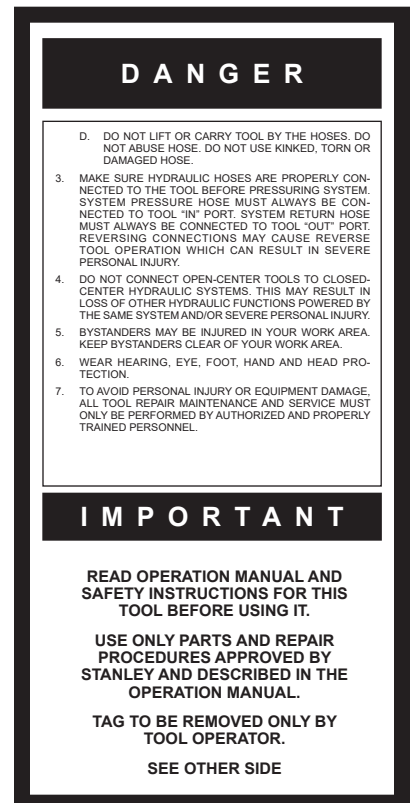 DANGER
D. DO NOT LIFT OR CARRY TOOL BY THE HOSES. DO
NOT ABUSE HOSE. DO NOT USE KINKED, TORN OR
DAMAGED HOSE.
3. MAKE SURE HYDRAULIC HOSES ARE PROPERLY CON-
NECTED TO THE TOOL BEFORE PRESSURING SYSTEM.
SYSTEM PRESSURE HOSE MUST ALWAYS BE CON-
NECTED TO TOOL “IN” PORT. SYSTEM RETURN HOSE
MUST ALWAYS BE CONNECTED TO TOOL “OUT” PORT.
REVERSING CONNECTIONS MAY CAUSE REVERSE
TOOL OPERATION WHICH CAN RESULT IN SEVERE
PERSONAL INJURY.
4. DO NOT CONNECT OPEN-CENTER TOOLS TO CLOSED-
CENTER HYDRAULIC SYSTEMS. THIS MAY RESULT IN
LOSS OF OTHER HYDRAULIC FUNCTIONS POWERED BY
THE SAME SYSTEM AND/OR SEVERE PERSONAL INJURY.
5. BYSTANDERS MAY BE INJURED IN YOUR WORK AREA.
KEEP BYSTANDERS CLEAR OF YOUR WORK AREA.
6. WEAR HEARING, EYE, FOOT, HAND AND HEAD PRO-
TECTION.
7. TO AVOID PERSONAL INJURY OR EQUIPMENT DAMAGE,
ALL TOOL REPAIR MAINTENANCE AND SERVICE MUST
ONLY BE PERFORMED BY AUTHORIZED AND PROPERLY
TRAINED PERSONNEL.
IMPORTANT
READ OPERATION MANUAL AND
SAFETY INSTRUCTIONS FOR THIS
TOOL BEFORE USING IT.
USE ONLY PARTS AND REPAIR
PROCEDURES APPROVED BY
STANLEY AND DESCRIBED IN THE
OPERATION MANUAL.
TAG TO BE REMOVED ONLY BY
TOOL OPERATOR.
SEE OTHER SIDE